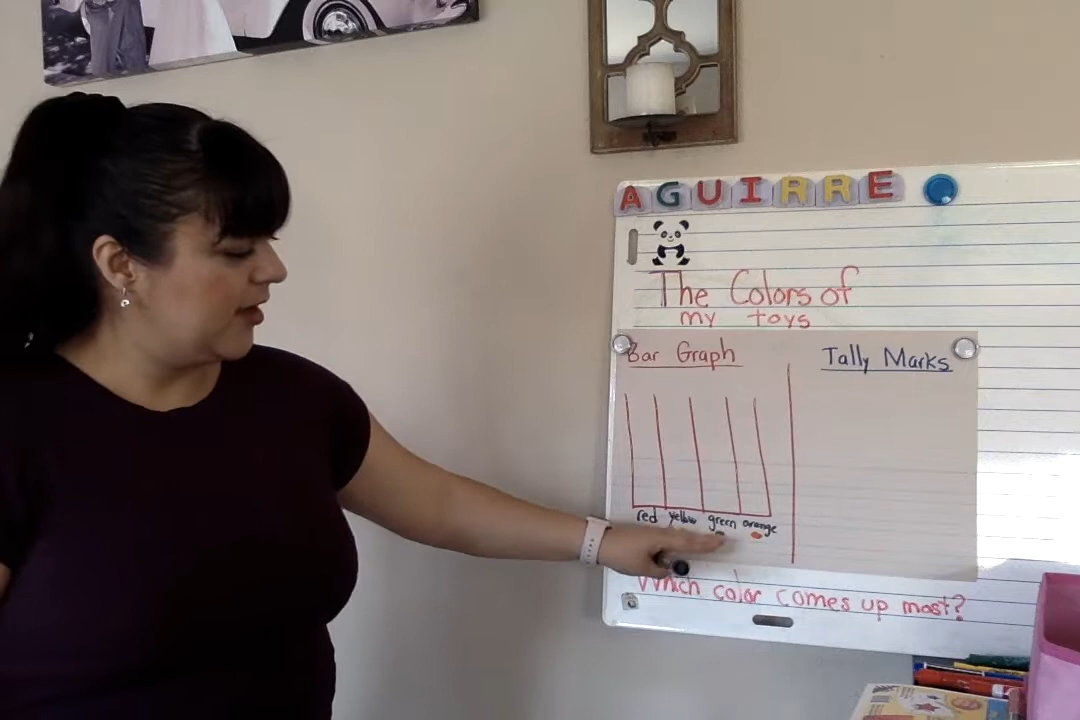 AGUIRRE
The Colors of
my toys
Bar Graph
Tally Marks
red yellow green orange
Which color comes up most?